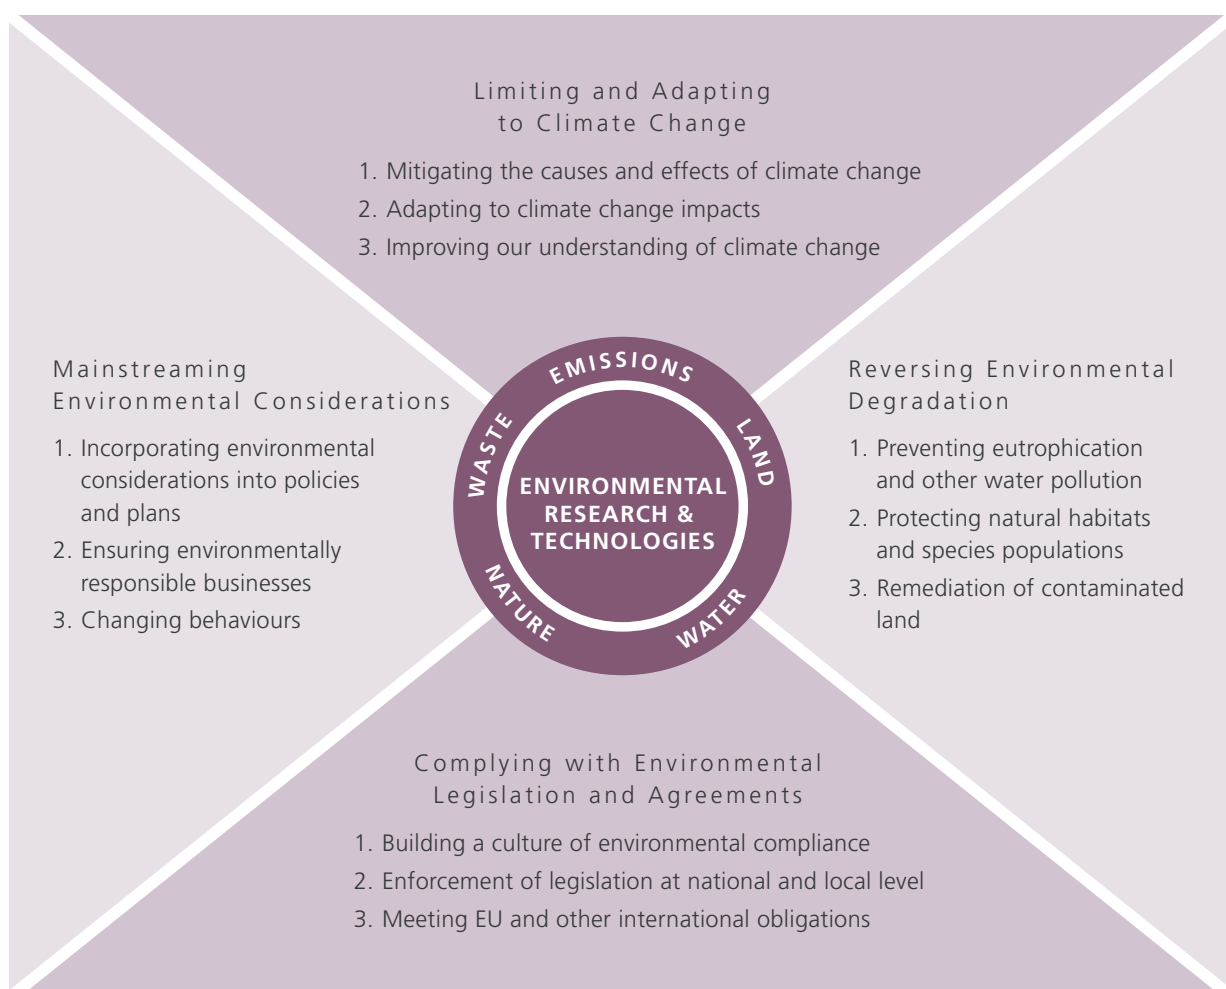 Limiting and Adapting
to Climate Change
1. Mitigating the causes and effects of climate change
2. Adapting to climate change impacts
3. Improving our understanding of climate change
Mainstreaming
Environmental Considerations
1. Incorporating environmental
considerations into policies
and plans
2. Ensuring environmentally
responsible businesses
3. Changing behaviours
EMISSIONS
LAND
WATER
NATURE
WASTE
ENVIRONMENTAL
RESEARCH &
TECHNOLOGIES
Reversing Environmental
Degradation
1. Preventing eutrophication
and other water pollution
2. Protecting natural habitats
and species populations
3. Remediation of contaminated
land
Complying with Environmental
Legislation and Agreements
1. Building a culture of environmental compliance
2. Enforcement of legislation at national and local level
3. Meeting EU and other international obligations